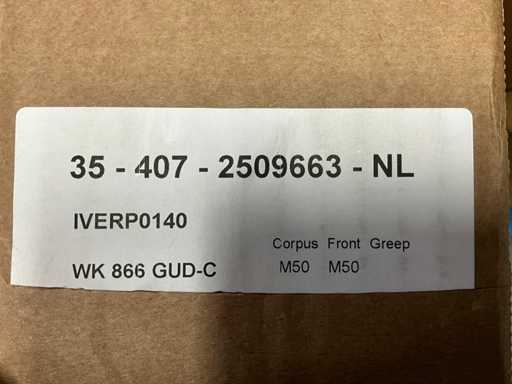 35 - 407 - 2509663 - NL
IVERP0140
Corpus Front Greep
WK 866 GUD-C M50 M50